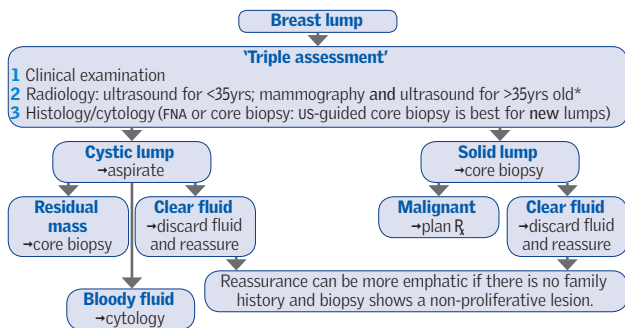 Breast lump
'Triple assessment'
1 Clinical examination
2 Radiology: ultrasound for <35yrs; mammography and ultrasound for >35yrs old*
3 Histology/cytology (FNA or core biopsy: US-guided core biopsy is best for new lumps)
Cystic lump
→aspirate
Solid lump
→core biopsy
Residual
mass
→core biopsy
Clear fluid
→discard fluid
and reassure
Malignant
→plan ℞
Clear fluid
→discard fluid
and reassure
Bloody fluid
→cytology
Reassurance can be more emphatic if there is no family
history and biopsy shows a non-proliferative lesion.